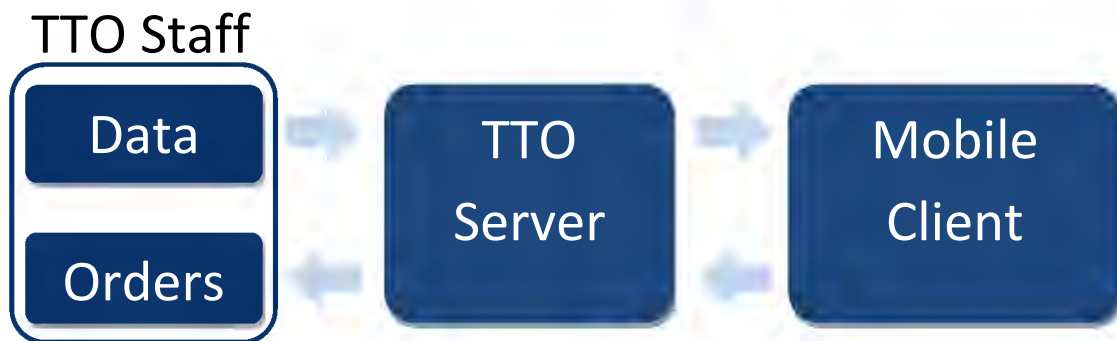 TTO Staff
Data
Orders
TTO
Server
Mobile
Client